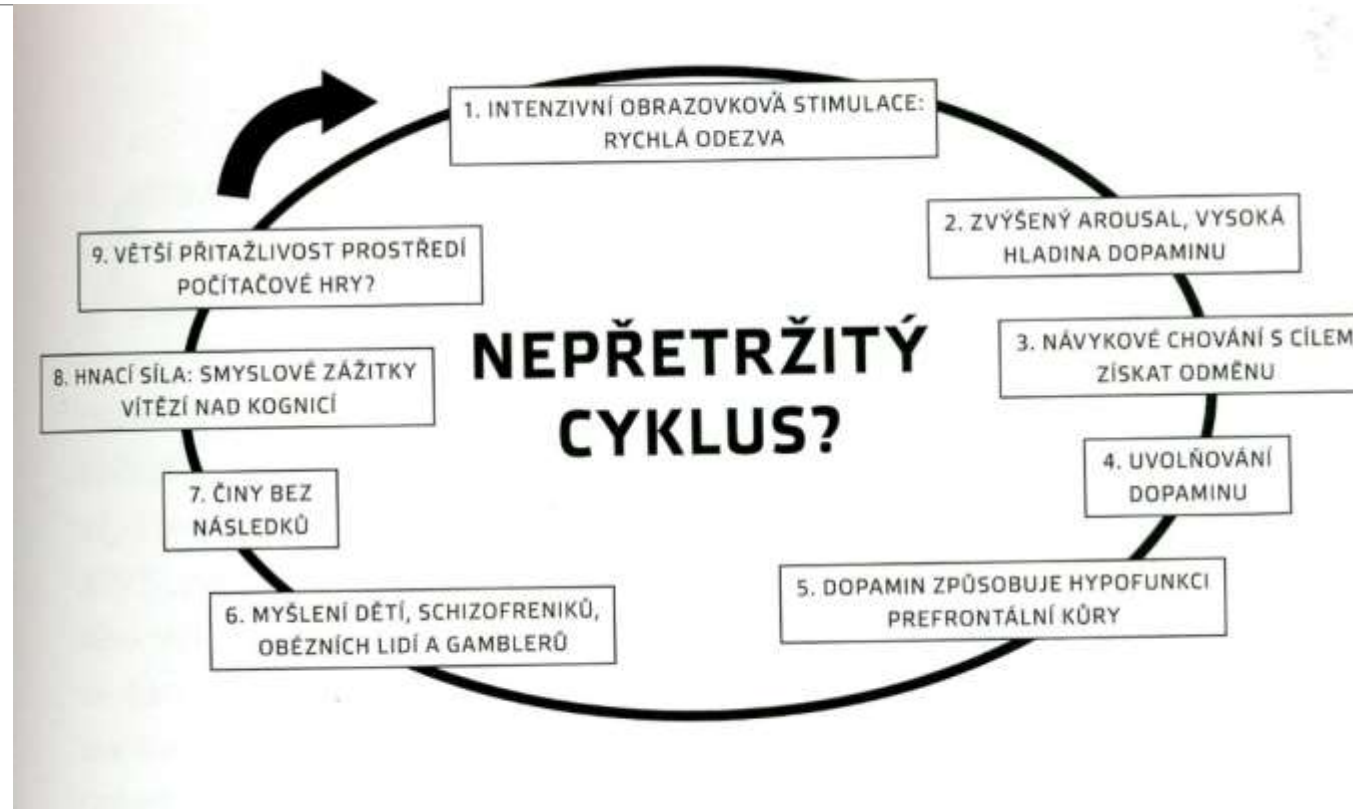 1. INTENZIVNÍ OBRAZOVKOVÁ STIMULACE:
RYCHLÁ ODEZVA
2. ZVÝŠENÝ AROUSAL, VYSOKÁ
HLADINA DOPAMINU
3. NÁVYKOVÉ CHOVÁNÍ S CÍLEM
ZÍSKAT ODMĚNU
4. UVOLŇOVÁNÍ
DOPAMINU
5. DOPAMIN ZPŮSOBUJE HYPOFUNKCI
PREFRONTÁLNÍ KŮRY
6. MYŠLENÍ DĚTÍ, SCHIZOFRENIKŮ,
OBÉZNÍCH LIDÍ A GAMBLERŮ
7. ČINY BEZ
NÁSLEDKŮ
8. HNACÍ SÍLA: SMYSLOVÉ ZÁŽITKY
VÍTĚZÍ NAD KOGNICÍ
9. VĚTŠÍ PŘITAŽLIVOST PROSTŘEDÍ
POČÍTAČOVÉ HRY?
NEPŘETRŽITÝ
CYKLUS?